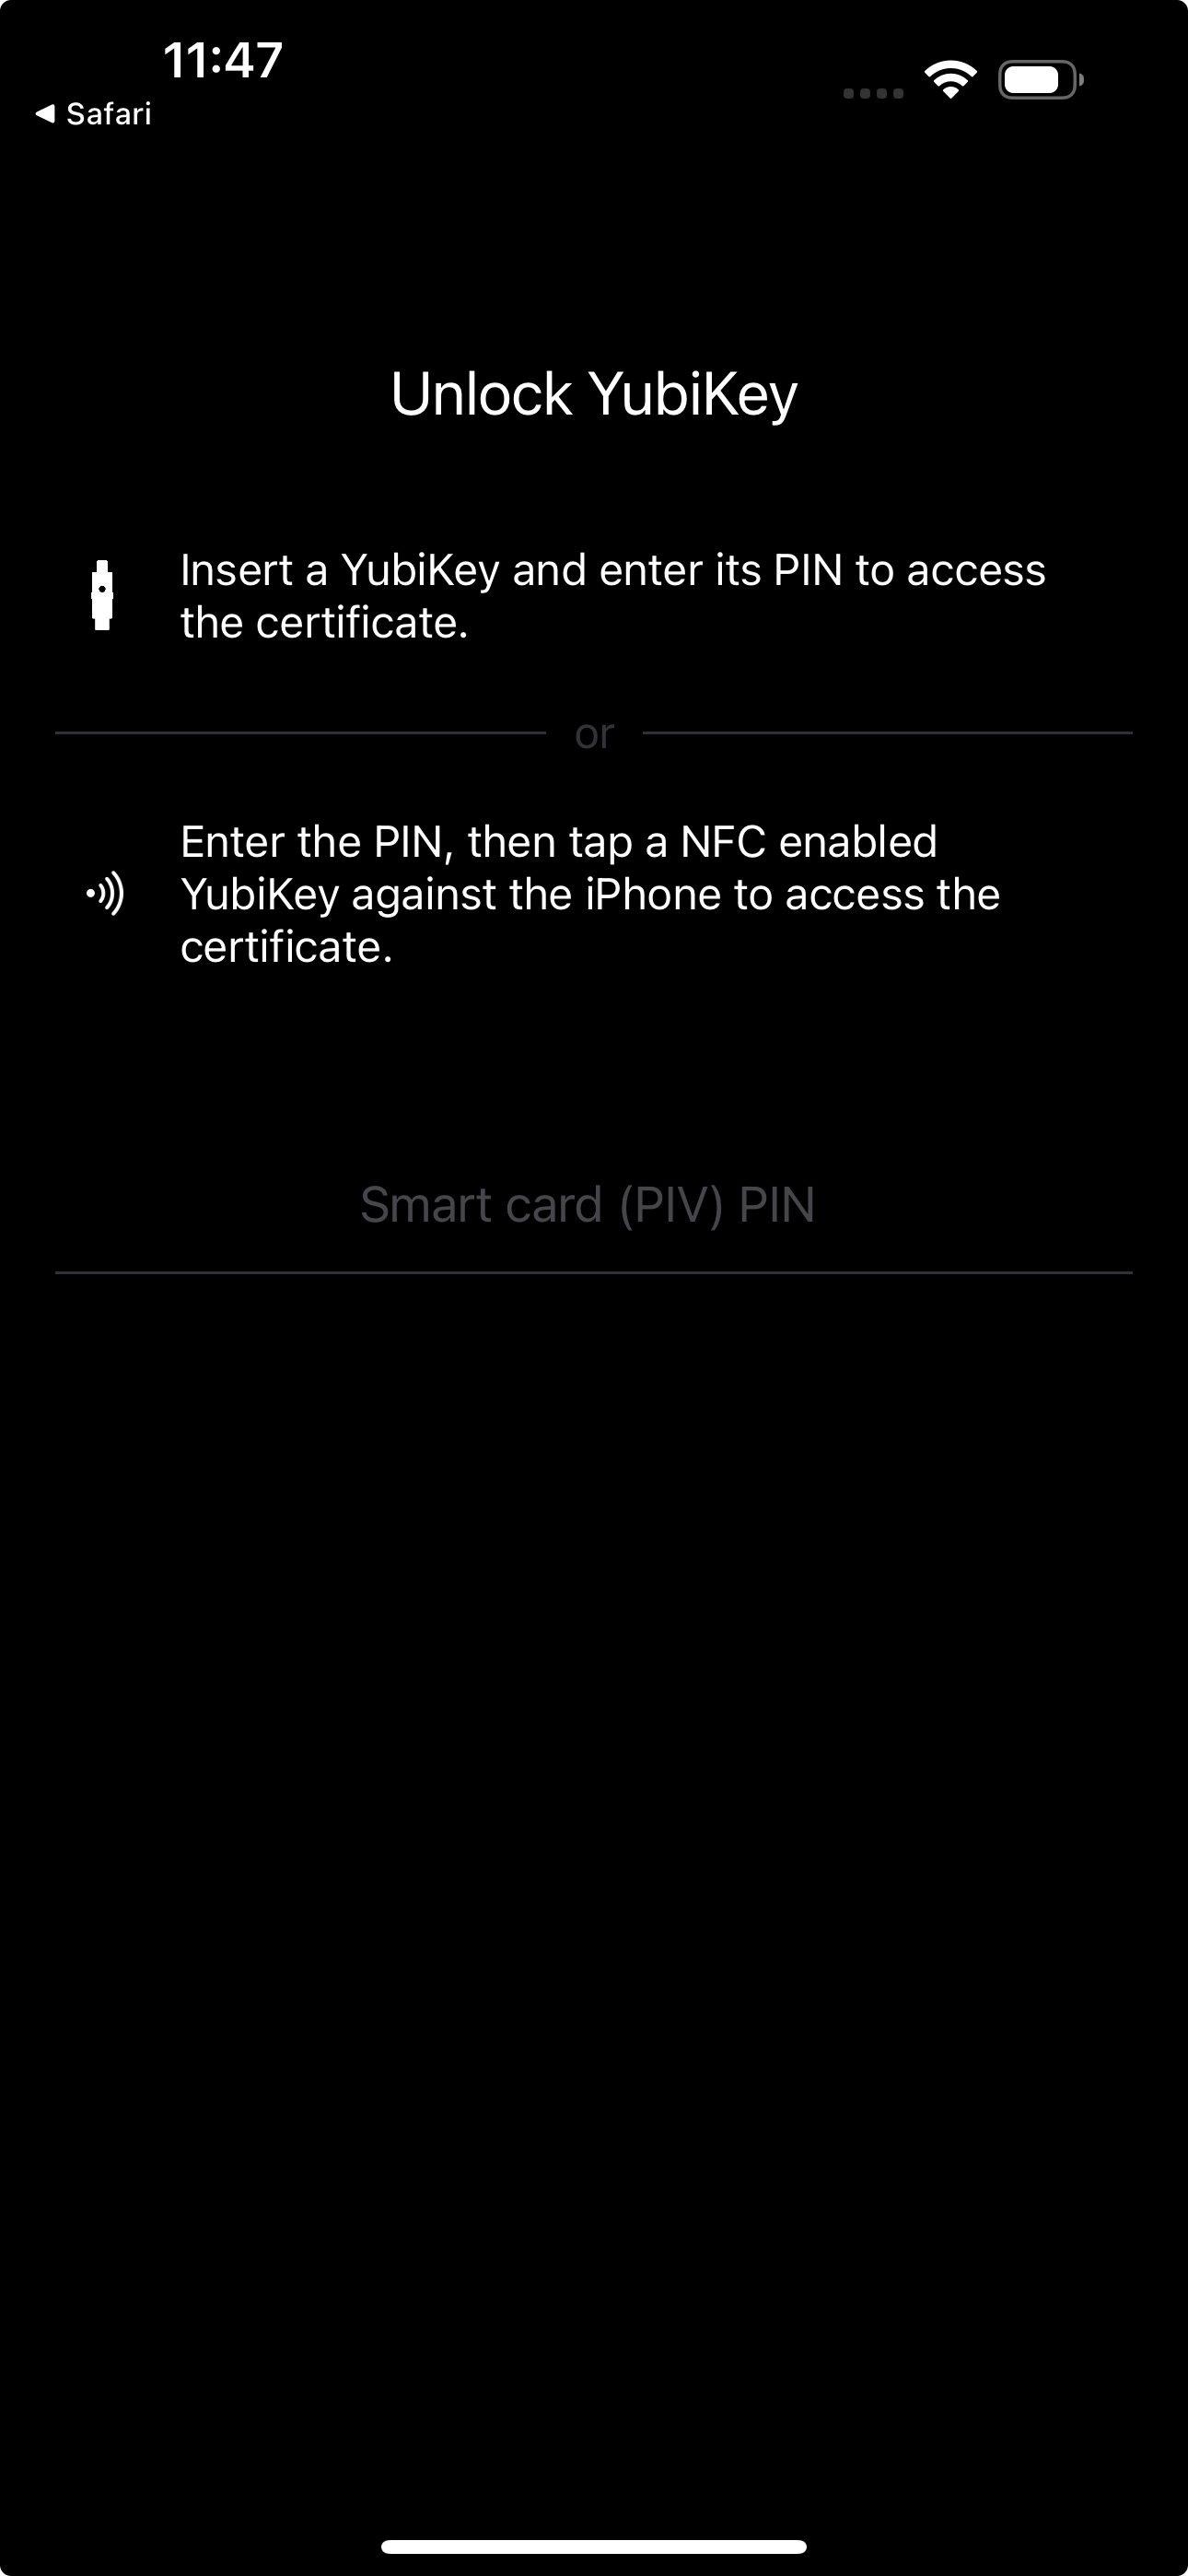 11:47
Safari
Unlock YubiKey
Insert a YubiKey and enter its PIN to access
the certificate.
or
Enter the PIN, then tap a NFC enabled
YubiKey against the iPhone to access the
certificate.
Smart card (PIV) PIN